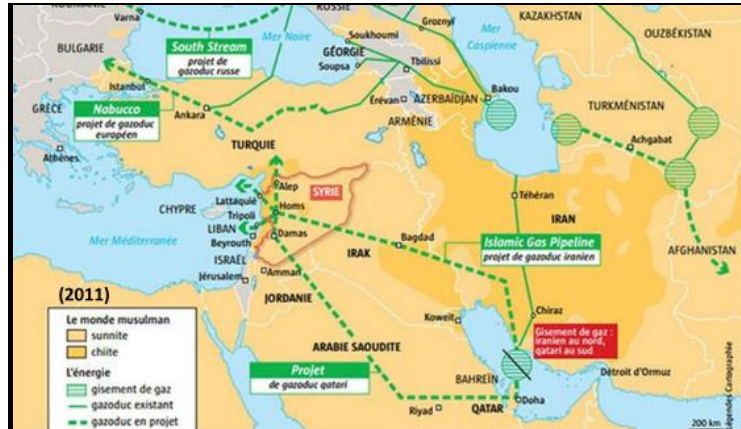 Varna
BULGARIE
South Stream
projet de
gazoduc russe
Mer Noire
RUSSIE
Soukhoumi
GÉORGIE
Soupsa
Tbilissi
Groznyï
Mer
Caspienne
KAZAKHSTAN
OUZBÉKISTAN
Istanbul
Nabucco
projet de gazoduc
européen
Ankara
Érévan
ARMÉNIE
AZERBAÏDJAN
Bakou
TURKMÉNISTAN
Achgabat
GRÈCE
Athènes
TURQUIE
Alep
SYRIE
Lattaquié
Homs
CHYPRE
Tripoli
LIBAN
Beyrouth
Damas
Mer Méditerranée
ISRAËL
Jérusalem
Amman
JORDANIE
IRAK
Bagdad
Téhéran
IRAN
Islamic Gas Pipeline
projet de gazoduc iranien
AFGHANISTAN
(2011)
Le monde musulman
sunnite
chiite
L'énergie
gisement de gaz
gazoduc existant
gazoduc en projet
ARABIE SAOUDITE
Projet
de gazoduc qatari
Koweït
Chiraz
Gisement de gaz :
iranien au nord,
qatari au sud
BAHREÏN
Détroit d'Ormuz
Riyad
QATAR
Doha
200 km
Légendes Cartographie